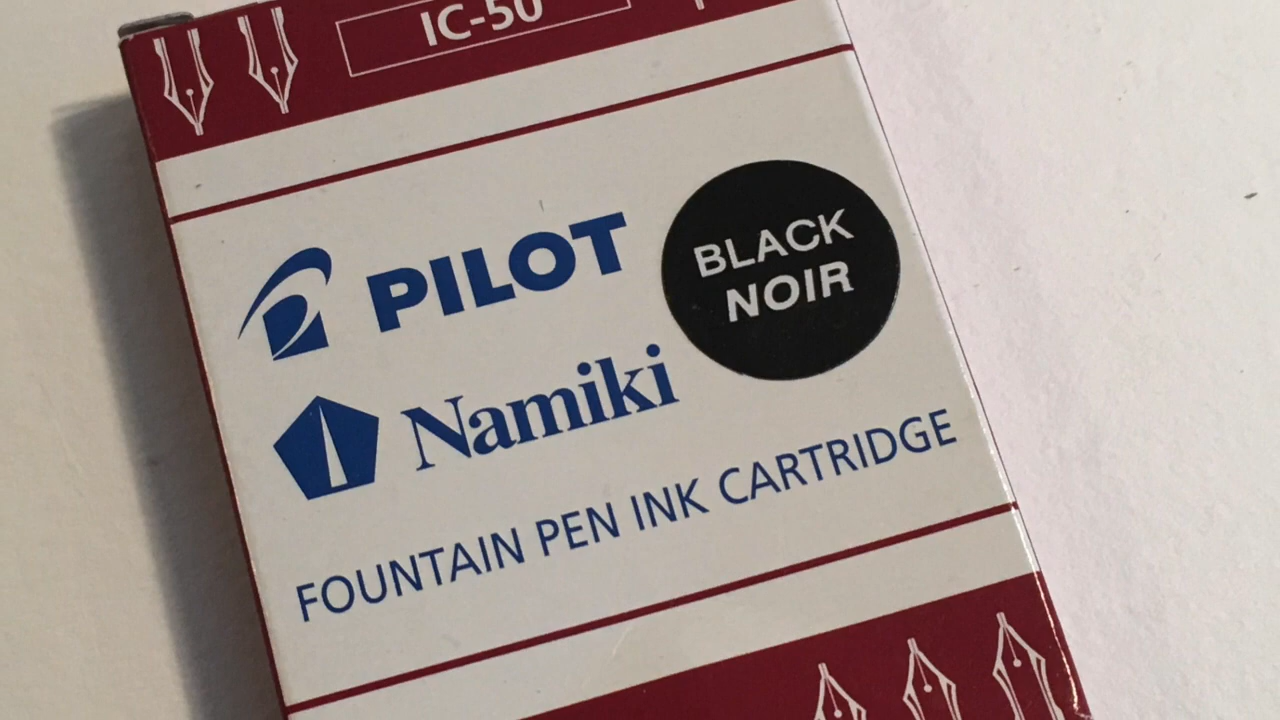 IC-50
PILOT
BLACK
NOIR
Namiki
FOUNTAIN PEN INK CARTRIDGE